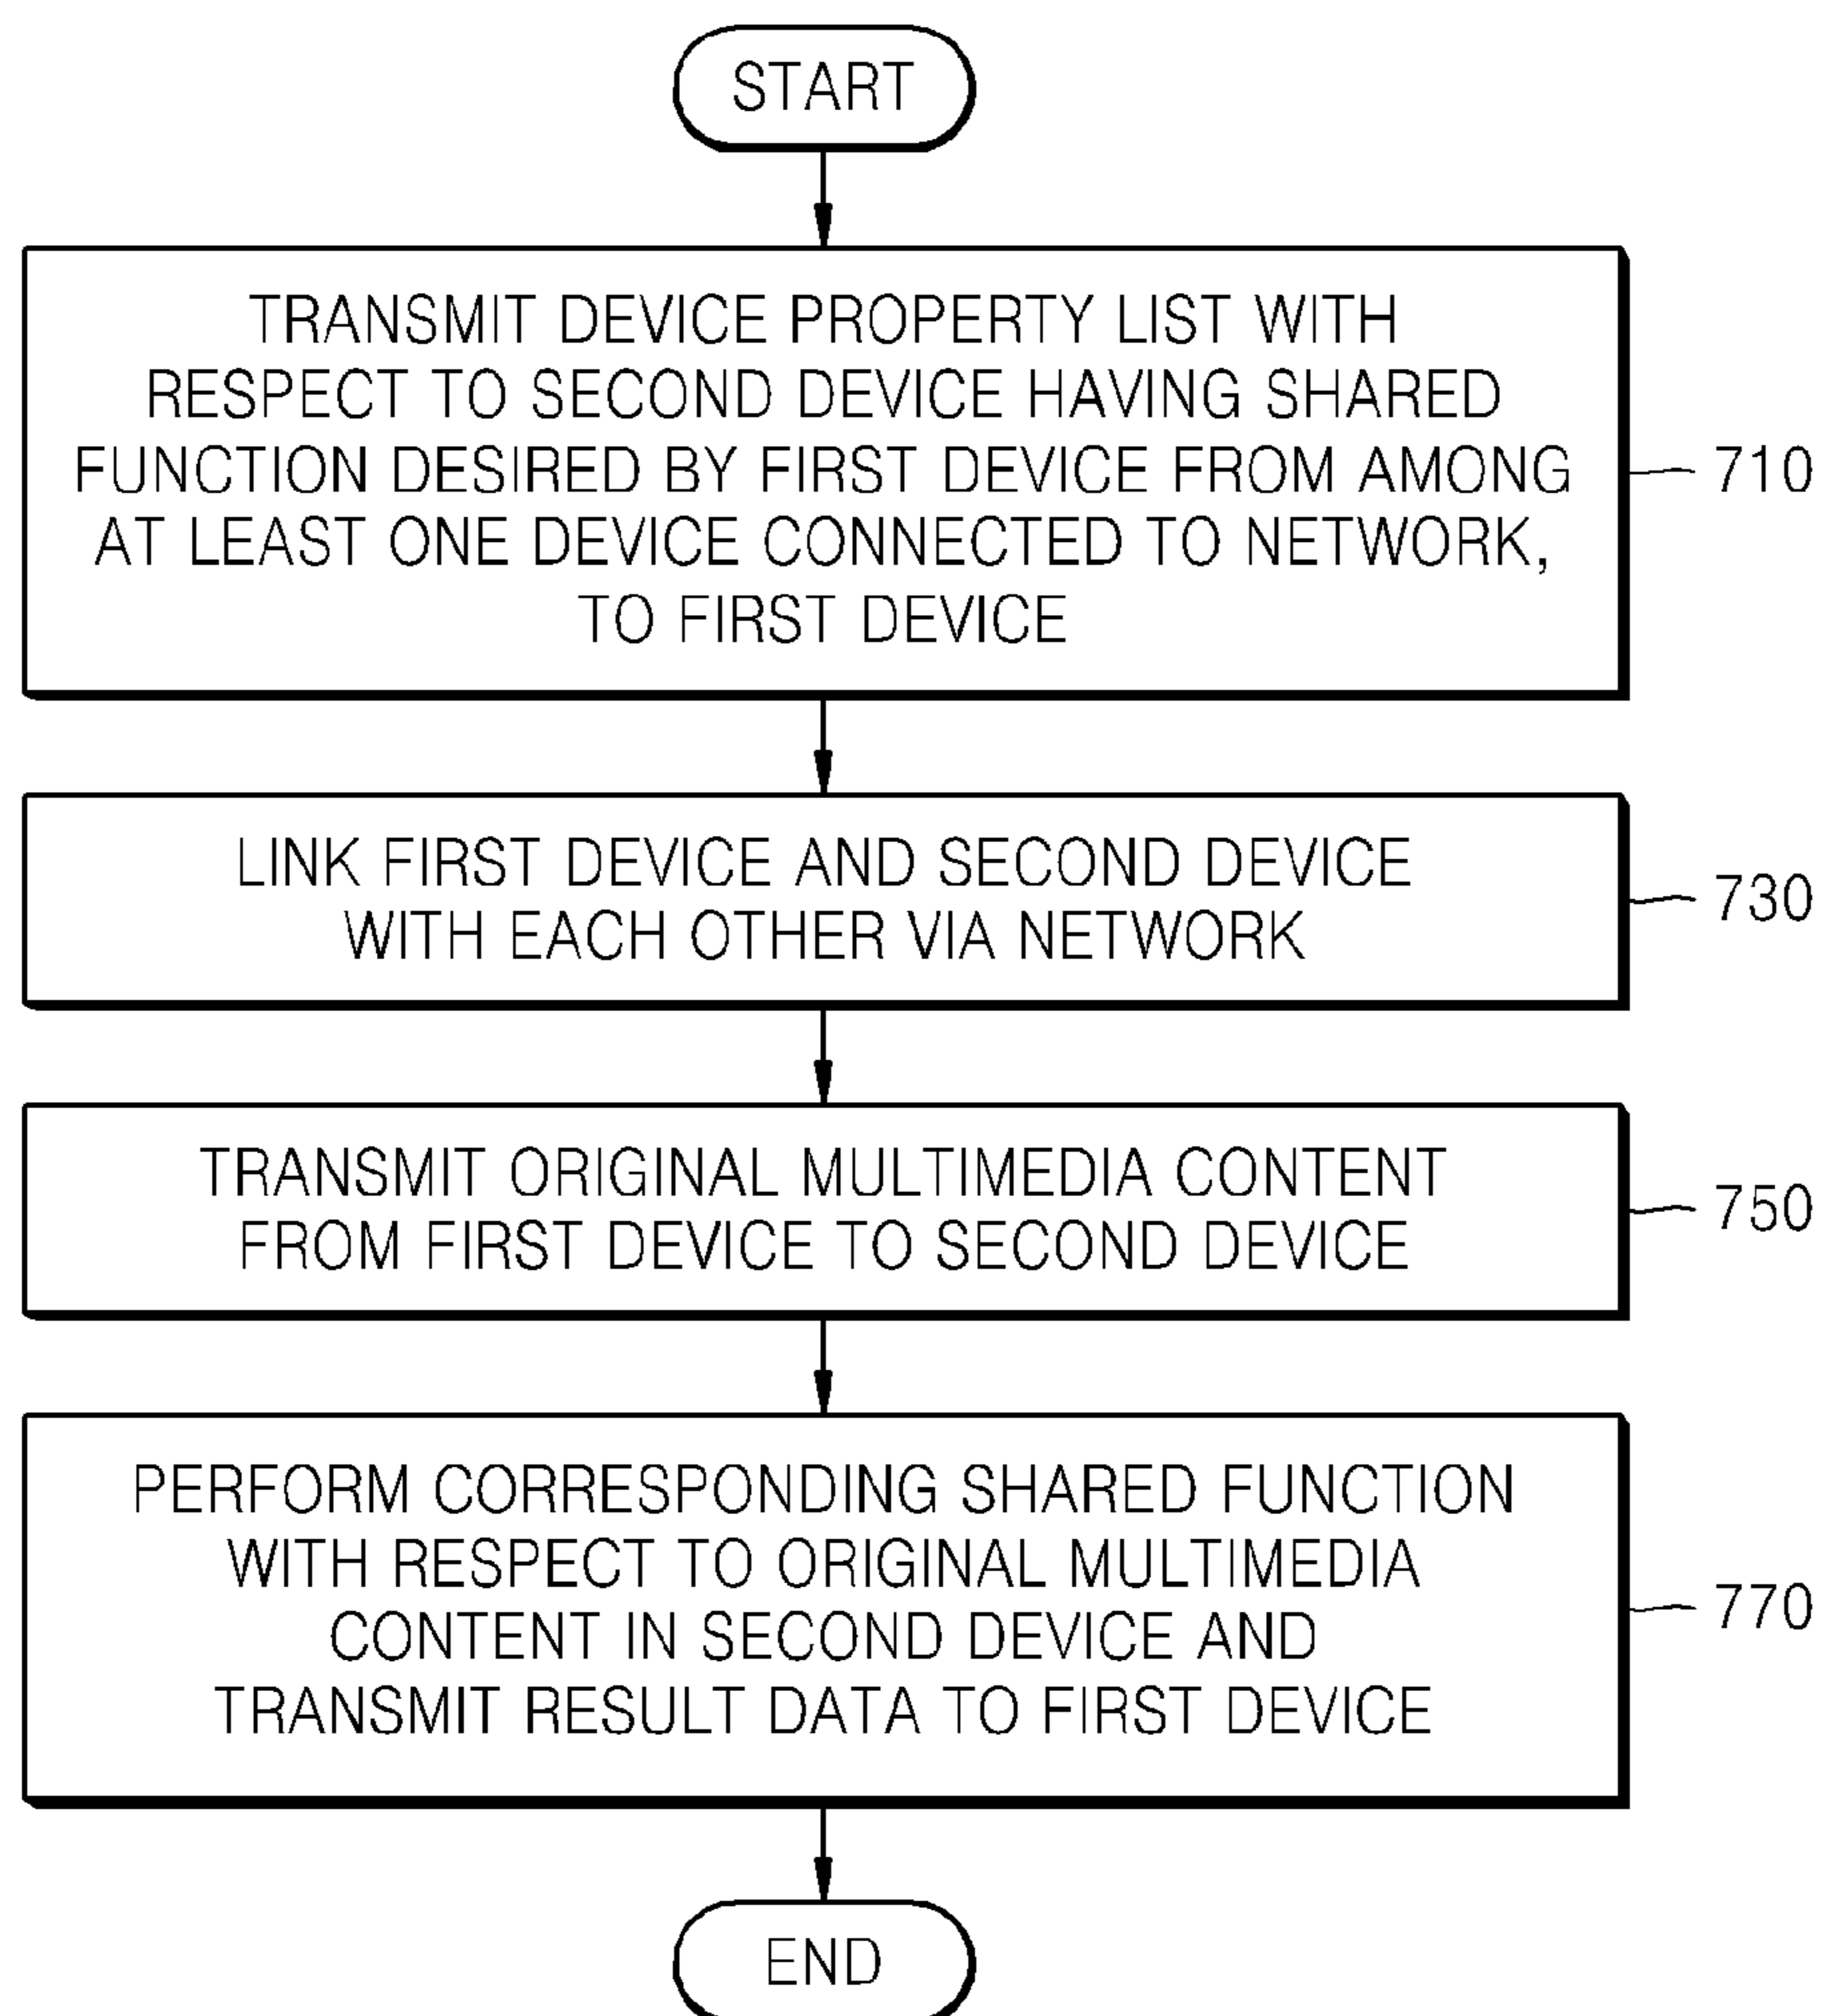 START
TRANSMIT DEVICE PROPERTY LIST WITH
RESPECT TO SECOND DEVICE HAVING SHARED
FUNCTION DESIRED BY FIRST DEVICE FROM AMONG
AT LEAST ONE DEVICE CONNECTED TO NETWORK,
TO FIRST DEVICE
710
LINK FIRST DEVICE AND SECOND DEVICE
WITH EACH OTHER VIA NETWORK
730
TRANSMIT ORIGINAL MULTIMEDIA CONTENT
FROM FIRST DEVICE TO SECOND DEVICE
750
PERFORM CORRESPONDING SHARED FUNCTION
WITH RESPECT TO ORIGINAL MULTIMEDIA
CONTENT IN SECOND DEVICE AND
TRANSMIT RESULT DATA TO FIRST DEVICE
770
END